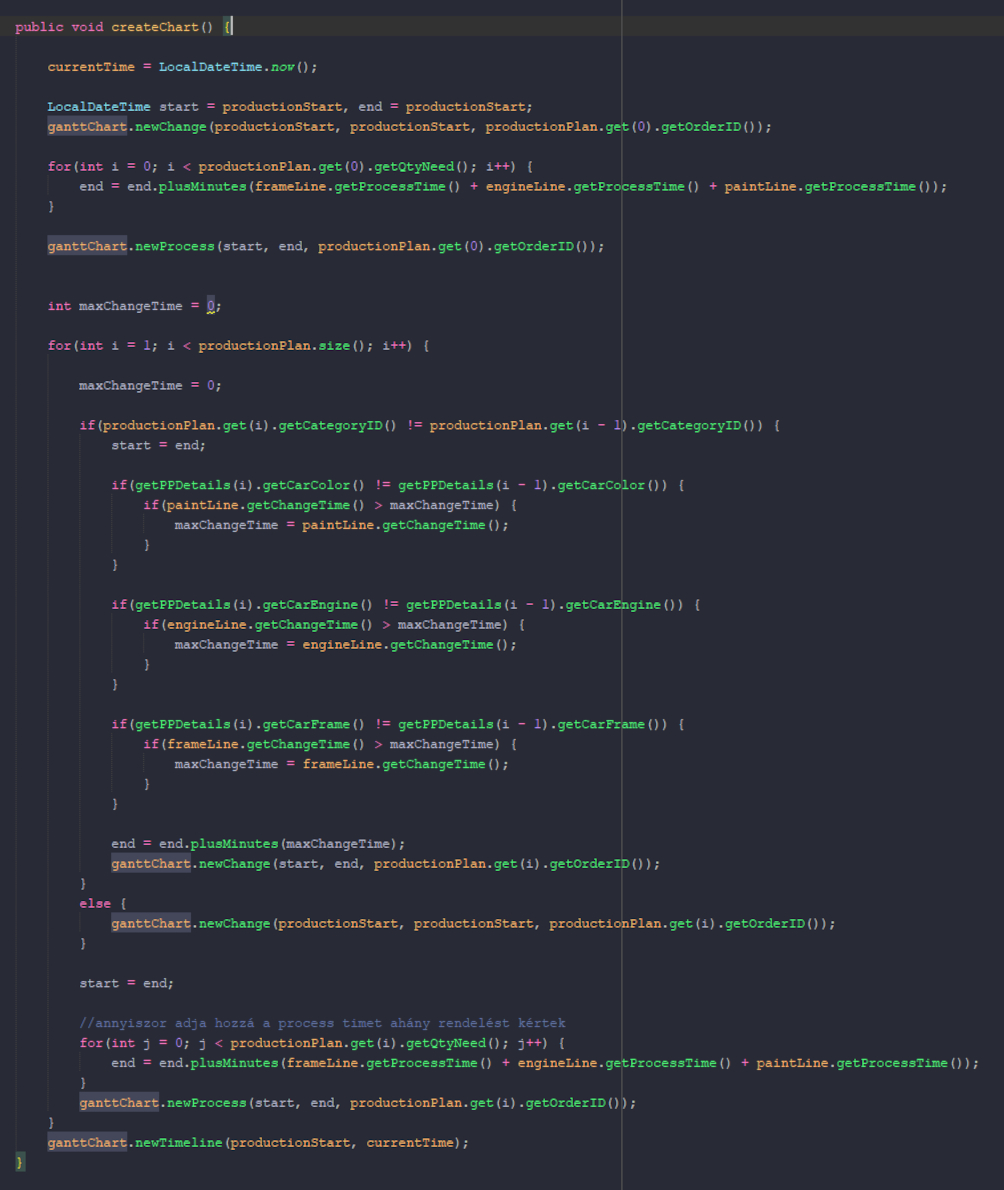 public void createChart() {
currentTime = LocalDateTime.now();
LocalDateTime start = productionStart, end = productionStart;
ganttChart.newChange(productionStart, productionStart, productionPlan.get(0).getOrderID());
for(int i = 0; i < productionPlan.get(0).getQtyNeed(); i++) {
end = end.plusMinutes(frameLine.getProcessTime() + engineLine.getProcessTime() + paintLine.getProcessTime());
}
ganttChart.newProcess(start, end, productionPlan.get(0).getOrderID());
int maxChangeTime = 0;
for(int i = 1; i < productionPlan.size(); i++) {
maxChangeTime = 0;
if(productionPlan.get(i).getCategoryID() != productionPlan.get(i - 1).getCategoryID()) {
start = end;
if(getPPDetails(i).getCarColor() != getPPDetails(i - 1).getCarColor()) {
if(paintLine.getChangeTime() > maxChangeTime) {
maxChangeTime = paintLine.getChangeTime();
}
}
if(getPPDetails(i).getCarEngine() != getPPDetails(i - 1).getCarEngine()) {
if(engineLine.getChangeTime() > maxChangeTime) {
maxChangeTime = engineLine.getChangeTime();
}
}
if(getPPDetails(i).getCarFrame() != getPPDetails(i - 1).getCarFrame()) {
if(frameLine.getChangeTime() > maxChangeTime) {
maxChangeTime = frameLine.getChangeTime();
}
}
end = end.plusMinutes(maxChangeTime);
ganttChart.newChange(start, end, productionPlan.get(i).getOrderID());
}
else {
ganttChart.newChange(productionStart, productionStart, productionPlan.get(i).getOrderID());
}
start = end;
//annyiszor adja hozzá a process timet ahány rendelést kértek
for(int j = 0; j < productionPlan.get(i).getQtyNeed(); j++) {
end = end.plusMinutes(frameLine.getProcessTime() + engineLine.getProcessTime() + paintLine.getProcessTime());
}
ganttChart.newProcess(start, end, productionPlan.get(i).getOrderID());
}
ganttChart.newTimeline(productionStart, currentTime);
}